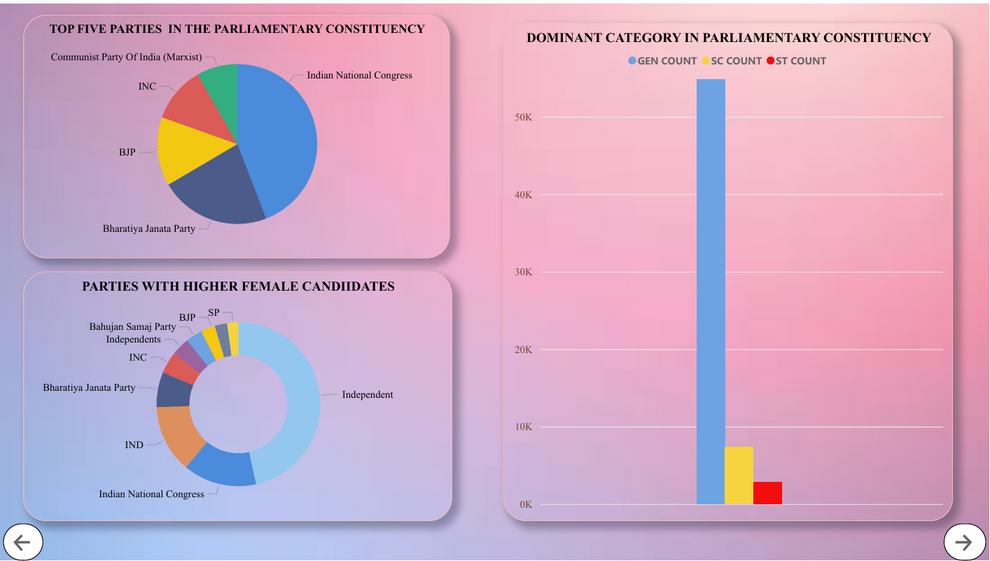 TOP FIVE PARTIES IN THE PARLIAMENTARY CONSTITUENCY
Communist Party Of India (Marxist)
Indian National Congress
INC
BJP
Bharatiya Janata Party
PARTIES WITH HIGHER FEMALE CANDIIDATES
SP
BJP
Bahujan Samaj Party
Independents
INC
Bharatiya Janata Party
Independent
IND
Indian National Congress
DOMINANT CATEGORY IN PARLIAMENTARY CONSTITUENCY
GEN COUNT SC COUNT ST COUNT
50K
40K
30K
20K
10K
0K